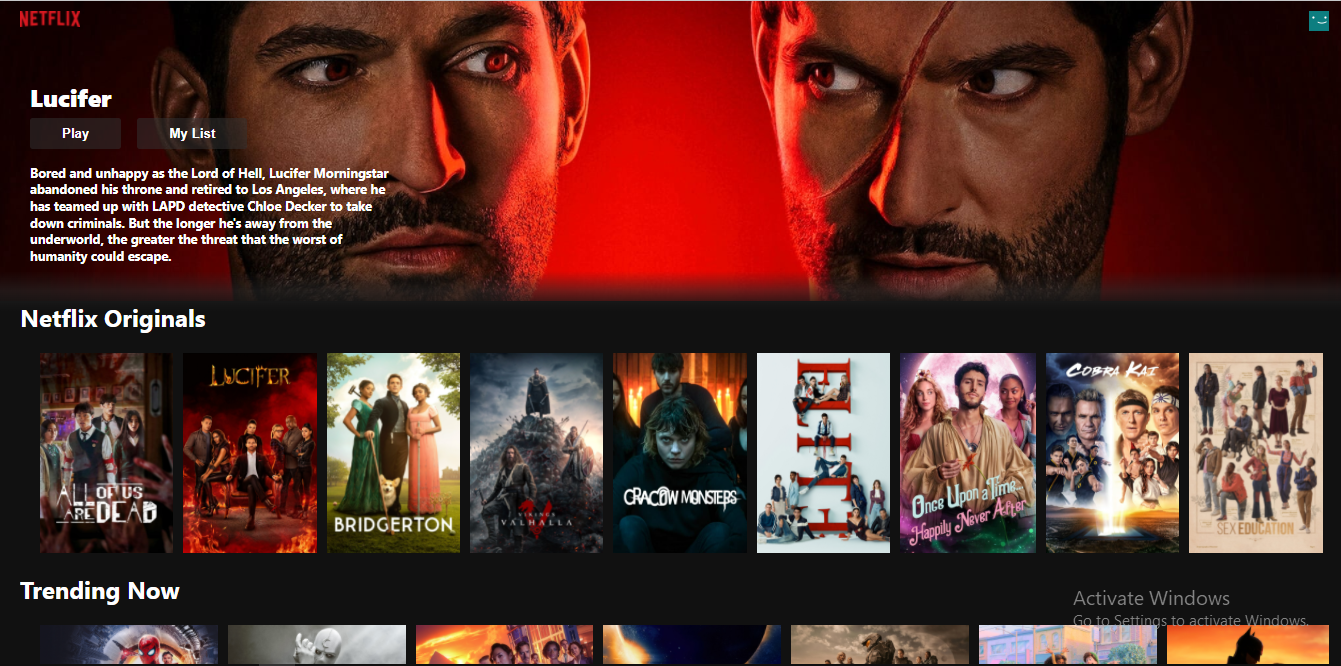 NETFLIX
Lucifer
Play
My List
Bored and unhappy as the Lord of Hell, Lucifer Morningstar
abandoned his throne and retired to Los Angeles, where he
has teamed up with LAPD detective Chloe Decker to take
down criminals. But the longer he's away from the
underworld, the greater the threat that the worst of
humanity could escape.
Netflix Originals
ALL OF US
ARE DEAD
LUCIFER
BRIDGERTON
VIKINGS
VALHALLA
CRACOW MONSTERS
ELITE
Once Upon a Time...
Happily Never After
COBRA KAI
SEX EDUCATION
Trending Now
Activate Windows
Go to Settings to activate Windows.